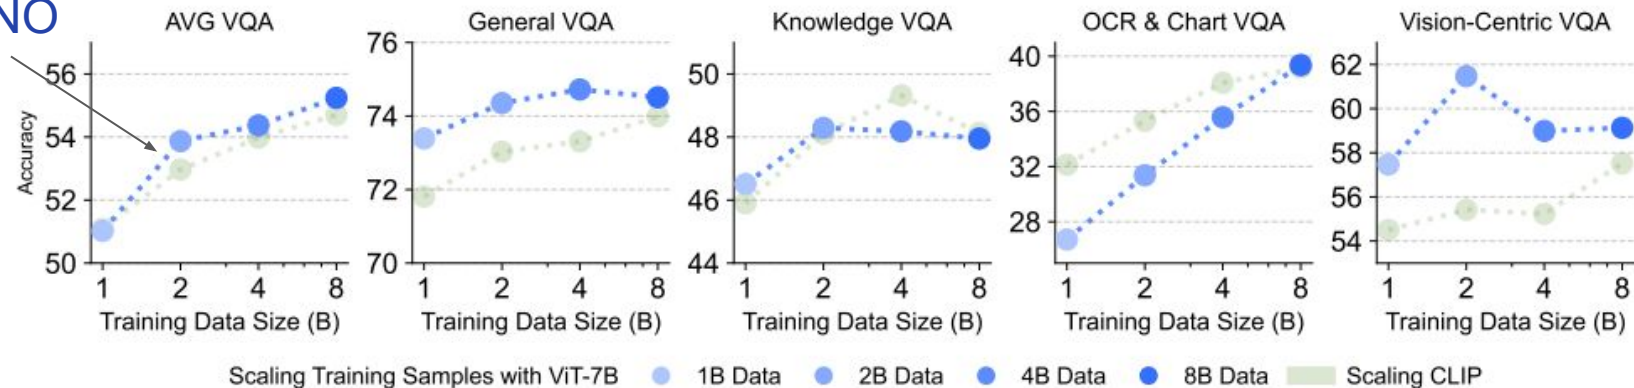 NO
AVG VQA
General VQA
Knowledge VQA
OCR & Chart VQA
Vision-Centric VQA
Accuracy
56
54
52
50
1 2 4 8
Training Data Size (B)
76
74
72
70
1 2 4 8
Training Data Size (B)
50
48
46
44
1 2 4 8
Training Data Size (B)
40
36
32
28
1 2 4 8
Training Data Size (B)
62
60
58
56
54
1 2 4 8
Training Data Size (B)
Scaling Training Samples with ViT-7B 1B Data 2B Data 4B Data 8B Data Scaling CLIP